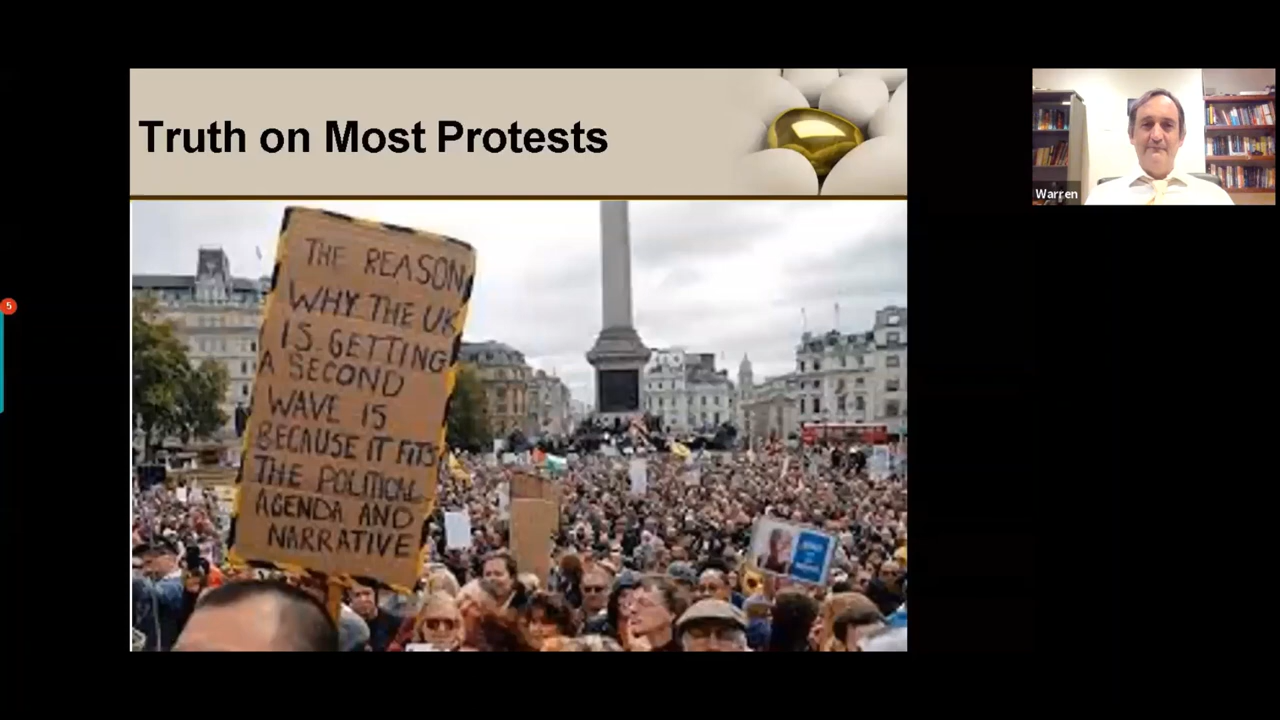 Truth on Most Protests
THE REASON
WHY THE UK
IS GETTING
A SECOND
WAVE IS
BECAUSE IT FITS
THE POLITICAL
AGENDA AND
NARRATIVE
Warren
5